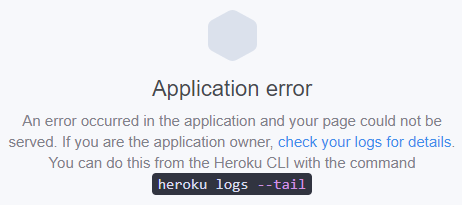 Application error
An error occurred in the application and your page could not be
served. If you are the application owner, check your logs for details.
You can do this from the Heroku CLI with the command
heroku logs --tail